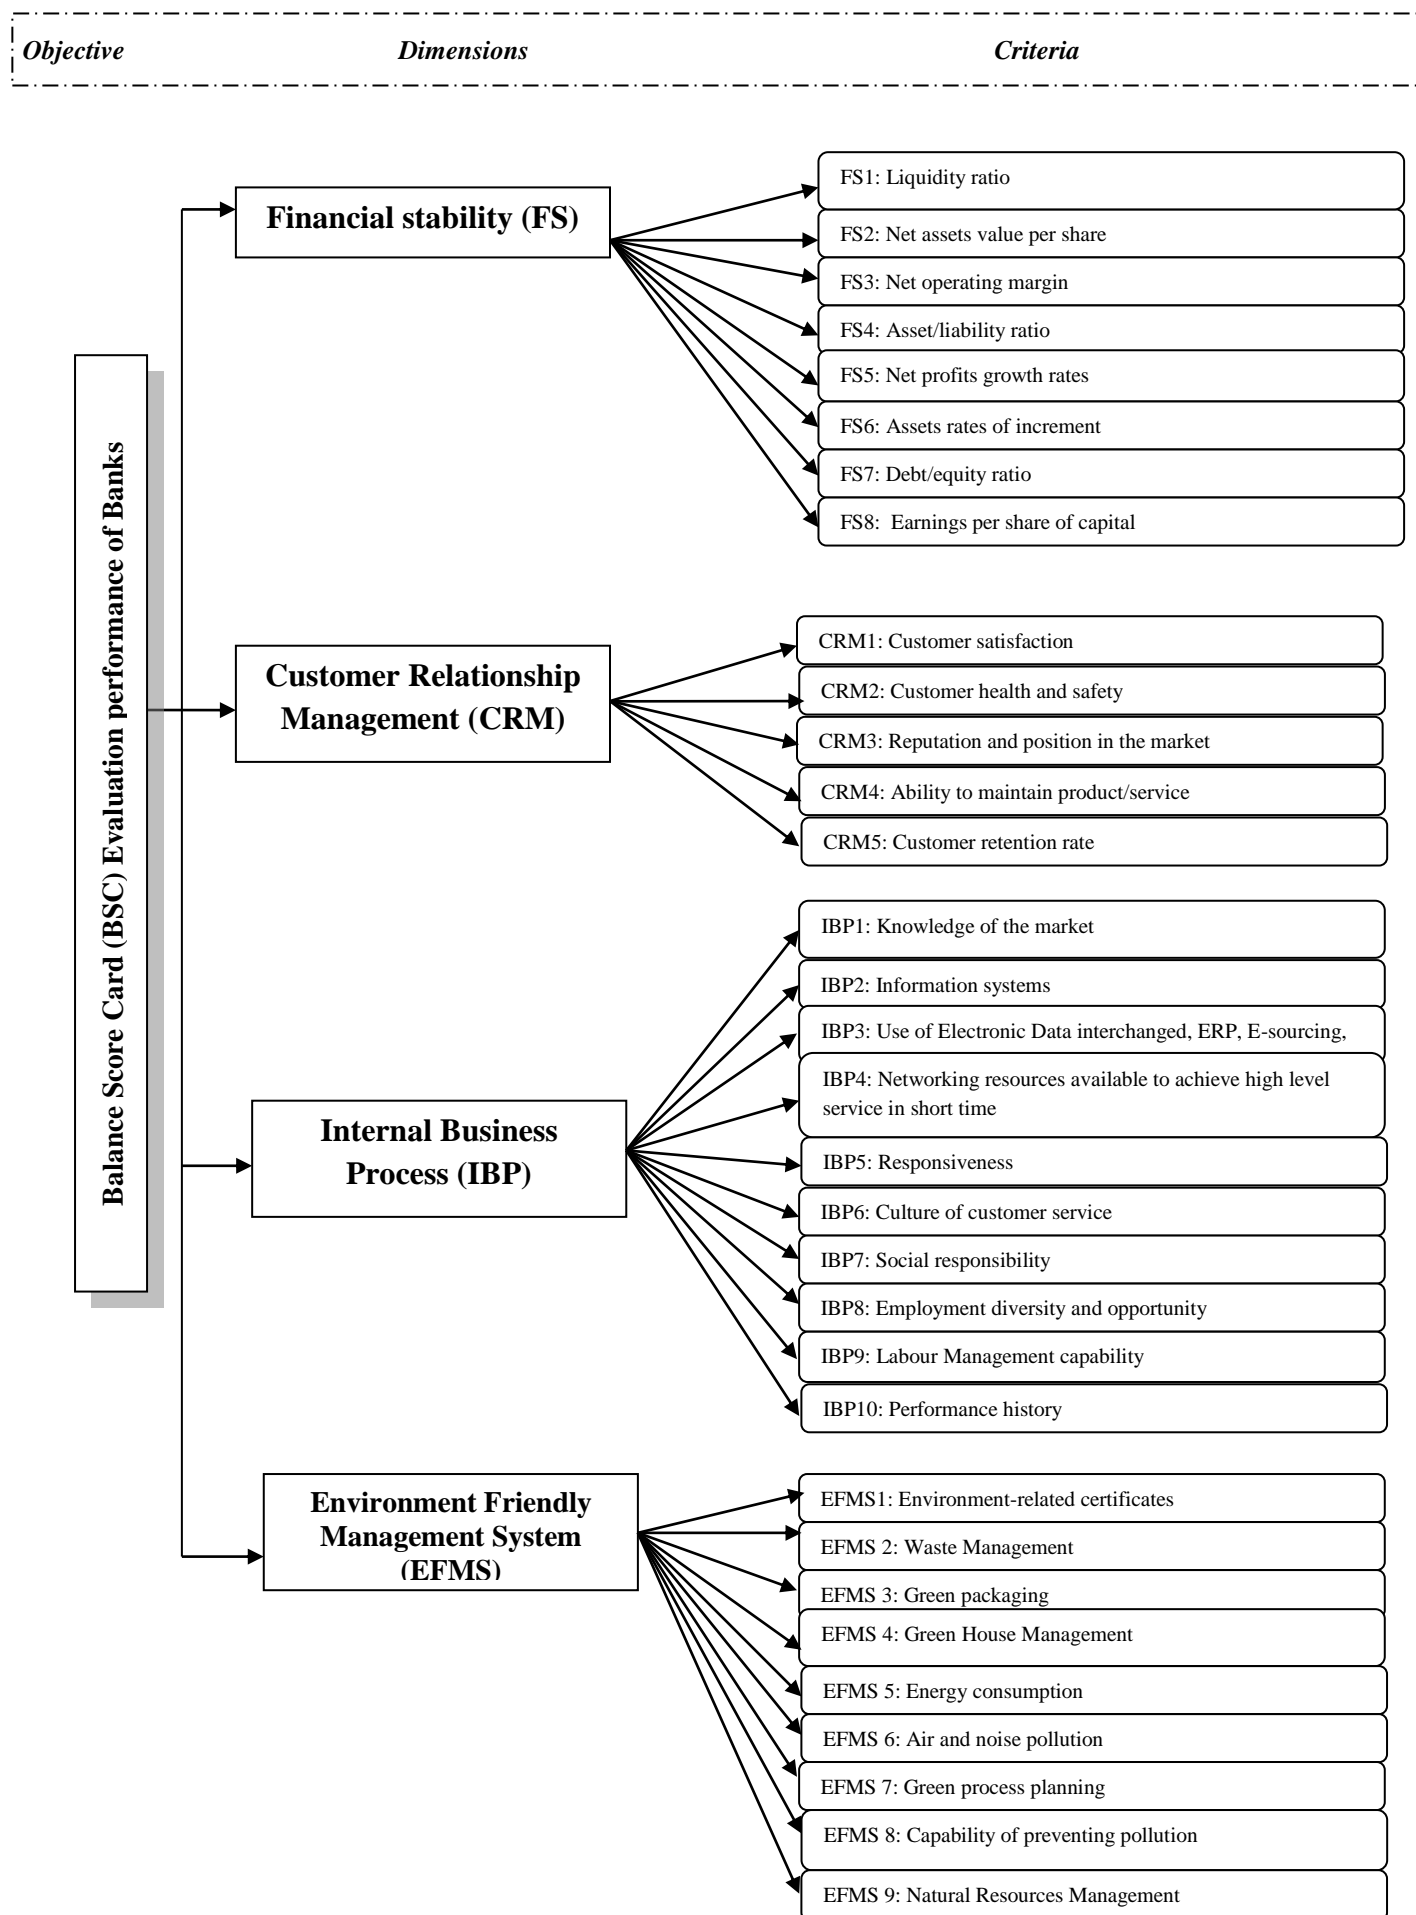 Objective Dimensions Criteria
Balance Score Card (BSC) Evaluation performance of Banks
Financial stability (FS)
FS1: Liquidity ratio
FS2: Net assets value per share
FS3: Net operating margin
FS4: Asset/liability ratio
FS5: Net profits growth rates
FS6: Assets rates of increment
FS7: Debt/equity ratio
FS8: Earnings per share of capital
Customer Relationship
Management (CRM)
CRM1: Customer satisfaction
CRM2: Customer health and safety
CRM3: Reputation and position in the market
CRM4: Ability to maintain product/service
CRM5: Customer retention rate
Internal Business
Process (IBP)
IBP1: Knowledge of the market
IBP2: Information systems
IBP3: Use of Electronic Data interchanged, ERP, E-sourcing,
IBP4: Networking resources available to achieve high level
service in short time
IBP5: Responsiveness
IBP6: Culture of customer service
IBP7: Social responsibility
IBP8: Employment diversity and opportunity
IBP9: Labour Management capability
IBP10: Performance history
Environment Friendly
Management System
(EFMS)
EFMS1: Environment-related certificates
EFMS 2: Waste Management
EFMS 3: Green packaging
EFMS 4: Green House Management
EFMS 5: Energy consumption
EFMS 6: Air and noise pollution
EFMS 7: Green process planning
EFMS 8: Capability of preventing pollution
EFMS 9: Natural Resources Management